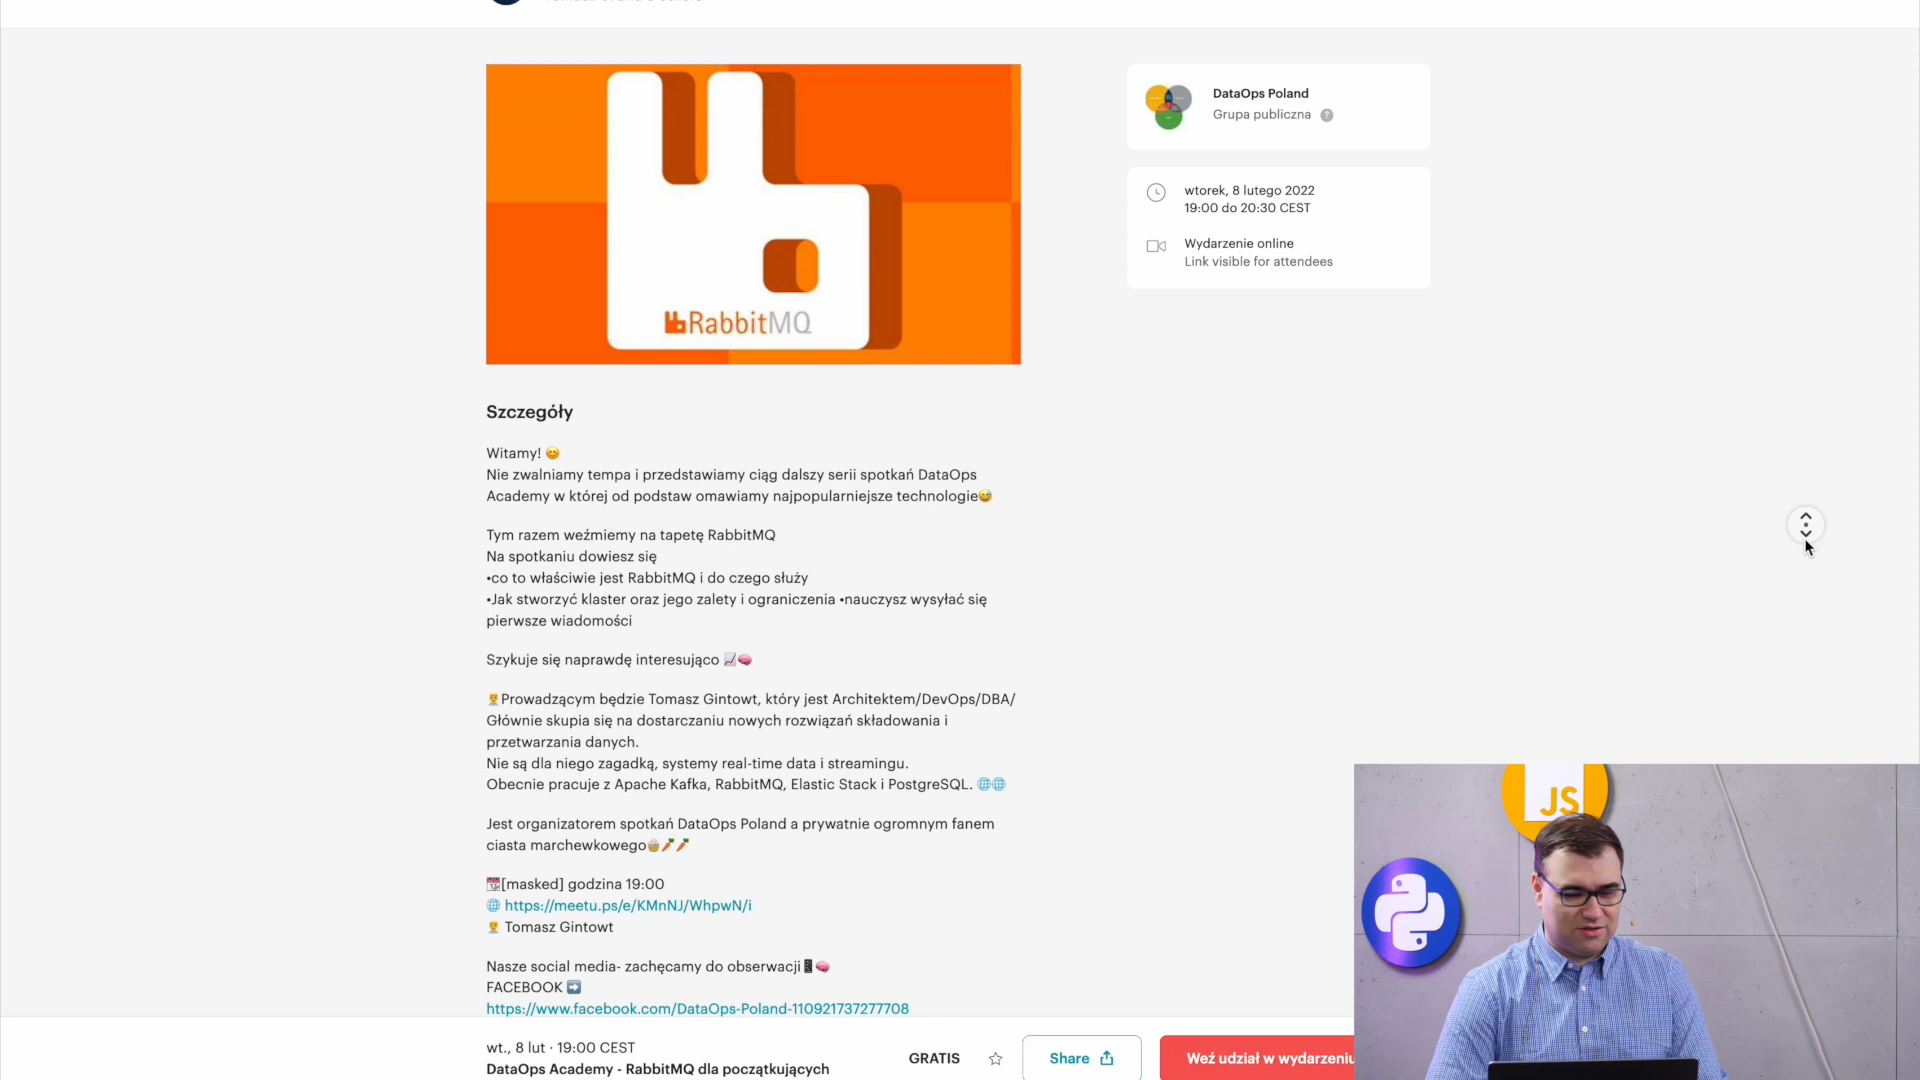 RabbitMQ
DataOps Poland
Grupa publiczna ?
wtorek, 8 lutego 2022
19:00 do 20:30 CEST
Wydarzenie online
Link visible for attendees
Szczegóły
Witamy! 😊
Nie zwalniamy tempa i przedstawiamy ciąg dalszy serii spotkań DataOps
Academy w której od podstaw omawiamy najpopularniejsze technologie😅
Tym razem weźmiemy na tapetę RabbitMQ
Na spotkaniu dowiesz się
•co to właściwie jest RabbitMQ i do czego służy
•Jak stworzyć klaster oraz jego zalety i ograniczenia •nauczysz wysyłać się
pierwsze wiadomości
Szykuje się naprawdę interesująco 📈🧠
👨‍💼Prowadzącym będzie Tomasz Gintowt, który jest Architektem/DevOps/DBA/
Głównie skupia się na dostarczaniu nowych rozwiązań składowania i
przetwarzania danych.
Nie są dla niego zagadką, systemy real-time data i streamingu.
Obecnie pracuje z Apache Kafka, RabbitMQ, Elastic Stack i PostgreSQL. 🌐🌐
Jest organizatorem spotkań DataOps Poland a prywatnie ogromnym fanem
ciasta marchewkowego🧁🥕🥕
📆[masked] godzina 19:00
🌐 https://meetu.ps/e/KMnNJ/WhpwN/i
👨‍💼 Tomasz Gintowt
Nasze social media- zachęcamy do obserwacji📱🧠
FACEBOOK ➡️
https://www.facebook.com/DataOps-Poland-110921737277708
wt., 8 lut · 19:00 CEST
DataOps Academy - RabbitMQ dla początkujących
GRATIS
Share
Weź udział w wydarzeniu
JS